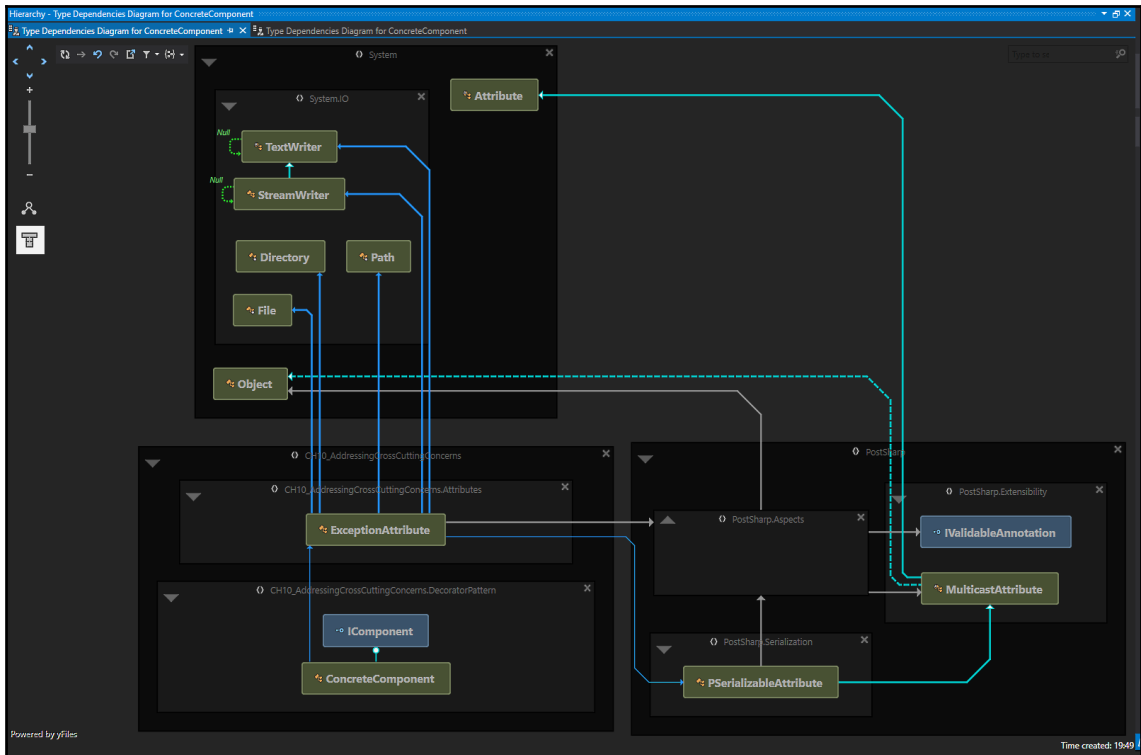 Hierarchy - Type Dependencies Diagram for ConcreteComponent
Type Dependencies Diagram for ConcreteComponent
Type Dependencies Diagram for ConcreteComponent
System
System.IO
Attribute
Null
TextWriter
Null
StreamWriter
Directory
Path
File
Object
CH10_AddressingCrossCuttingConcerns
PostSharp
CH10_AddressingCrossCuttingConcerns.Attributes
PostSharp.Extensibility
PostSharp.Aspects
ExceptionAttribute
IValidableAnnotation
CH10_AddressingCrossCuttingConcerns.DecoratorPattern
MulticastAttribute
IComponent
PostSharp.Serialization
ConcreteComponent
PSerializableAttribute
Powered by yFiles
Time created: 19:49